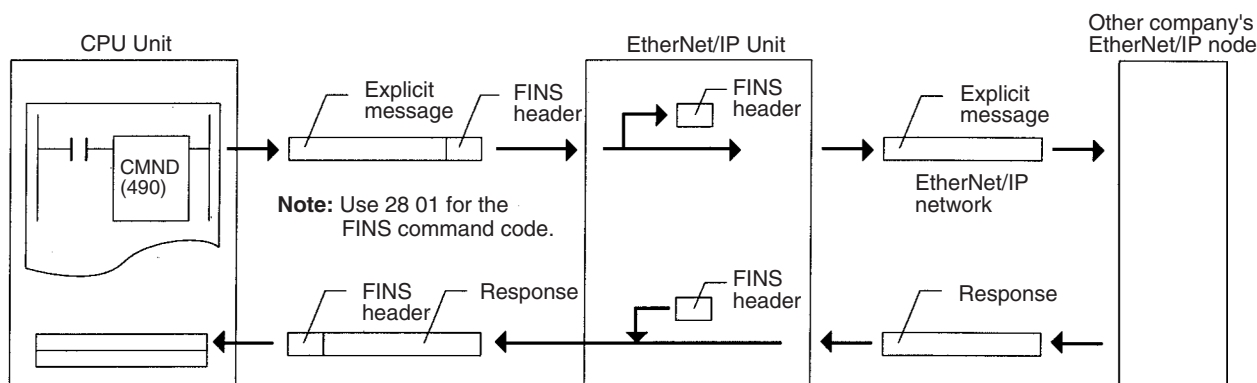 CPU Unit
EtherNet/IP Unit
Other company's
EtherNet/IP node
Explicit
message
FINS
header
FINS
header
Explicit
message
CMND
(490)
Note: Use 28 01 for the
FINS command code.
EtherNet/IP
network
FINS
header
Response
FINS
header
Response